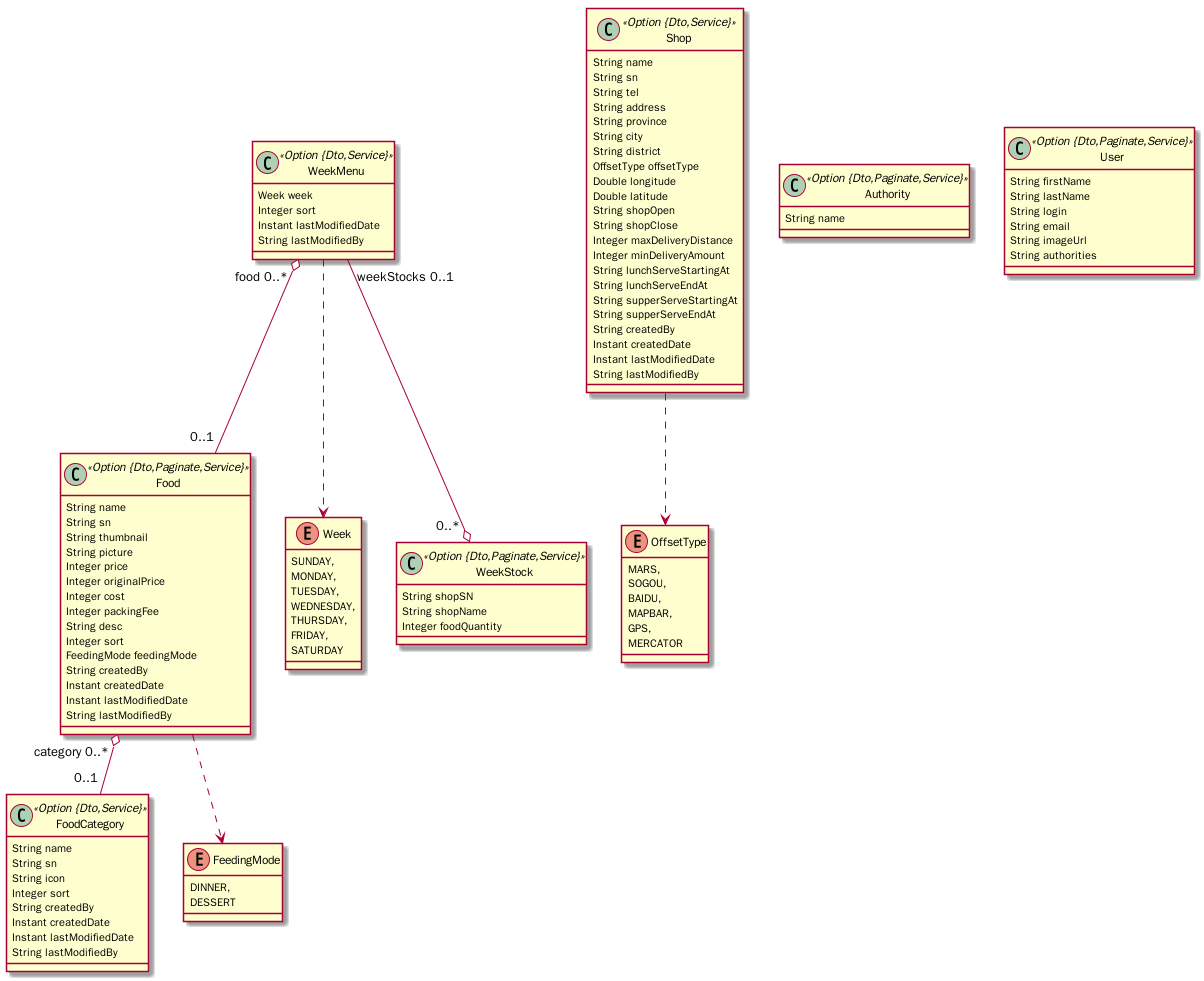 C «Option {Dto,Service}»
Shop
String name
String sn
String tel
String address
String province
String city
String district
OffsetType offsetType
Double longitude
Double latitude
String shopOpen
String shopClose
Integer maxDeliveryDistance
Integer minDeliveryAmount
String lunchServeStartingAt
String lunchServeEndAt
String supperServeStartingAt
String supperServeEndAt
String createdBy
Instant createdDate
Instant lastModifiedDate
String lastModifiedBy
C «Option {Dto,Service}»
WeekMenu
Week week
Integer sort
Instant lastModifiedDate
String lastModifiedBy
C «Option {Dto,Paginate,Service}»
Authority
String name
C «Option {Dto,Paginate,Service}»
User
String firstName
String lastName
String login
String email
String imageUrl
String authorities
food 0..*
weekStocks 0..1
0..1
0..*
C «Option {Dto,Paginate,Service}»
Food
String name
String sn
String thumbnail
String picture
Integer price
Integer originalPrice
Integer cost
Integer packingFee
String desc
Integer sort
FeedingMode feedingMode
String createdBy
Instant createdDate
Instant lastModifiedDate
String lastModifiedBy
E Week
SUNDAY,
MONDAY,
TUESDAY,
WEDNESDAY,
THURSDAY,
FRIDAY,
SATURDAY
C «Option {Dto,Paginate,Service}»
WeekStock
String shopSN
String shopName
Integer foodQuantity
E OffsetType
MARS,
SOGOU,
BAIDU,
MAPBAR,
GPS,
MERCATOR
category 0..*
0..1
C «Option {Dto,Service}»
FoodCategory
String name
String sn
String icon
Integer sort
String createdBy
Instant createdDate
Instant lastModifiedDate
String lastModifiedBy
E FeedingMode
DINNER,
DESSERT